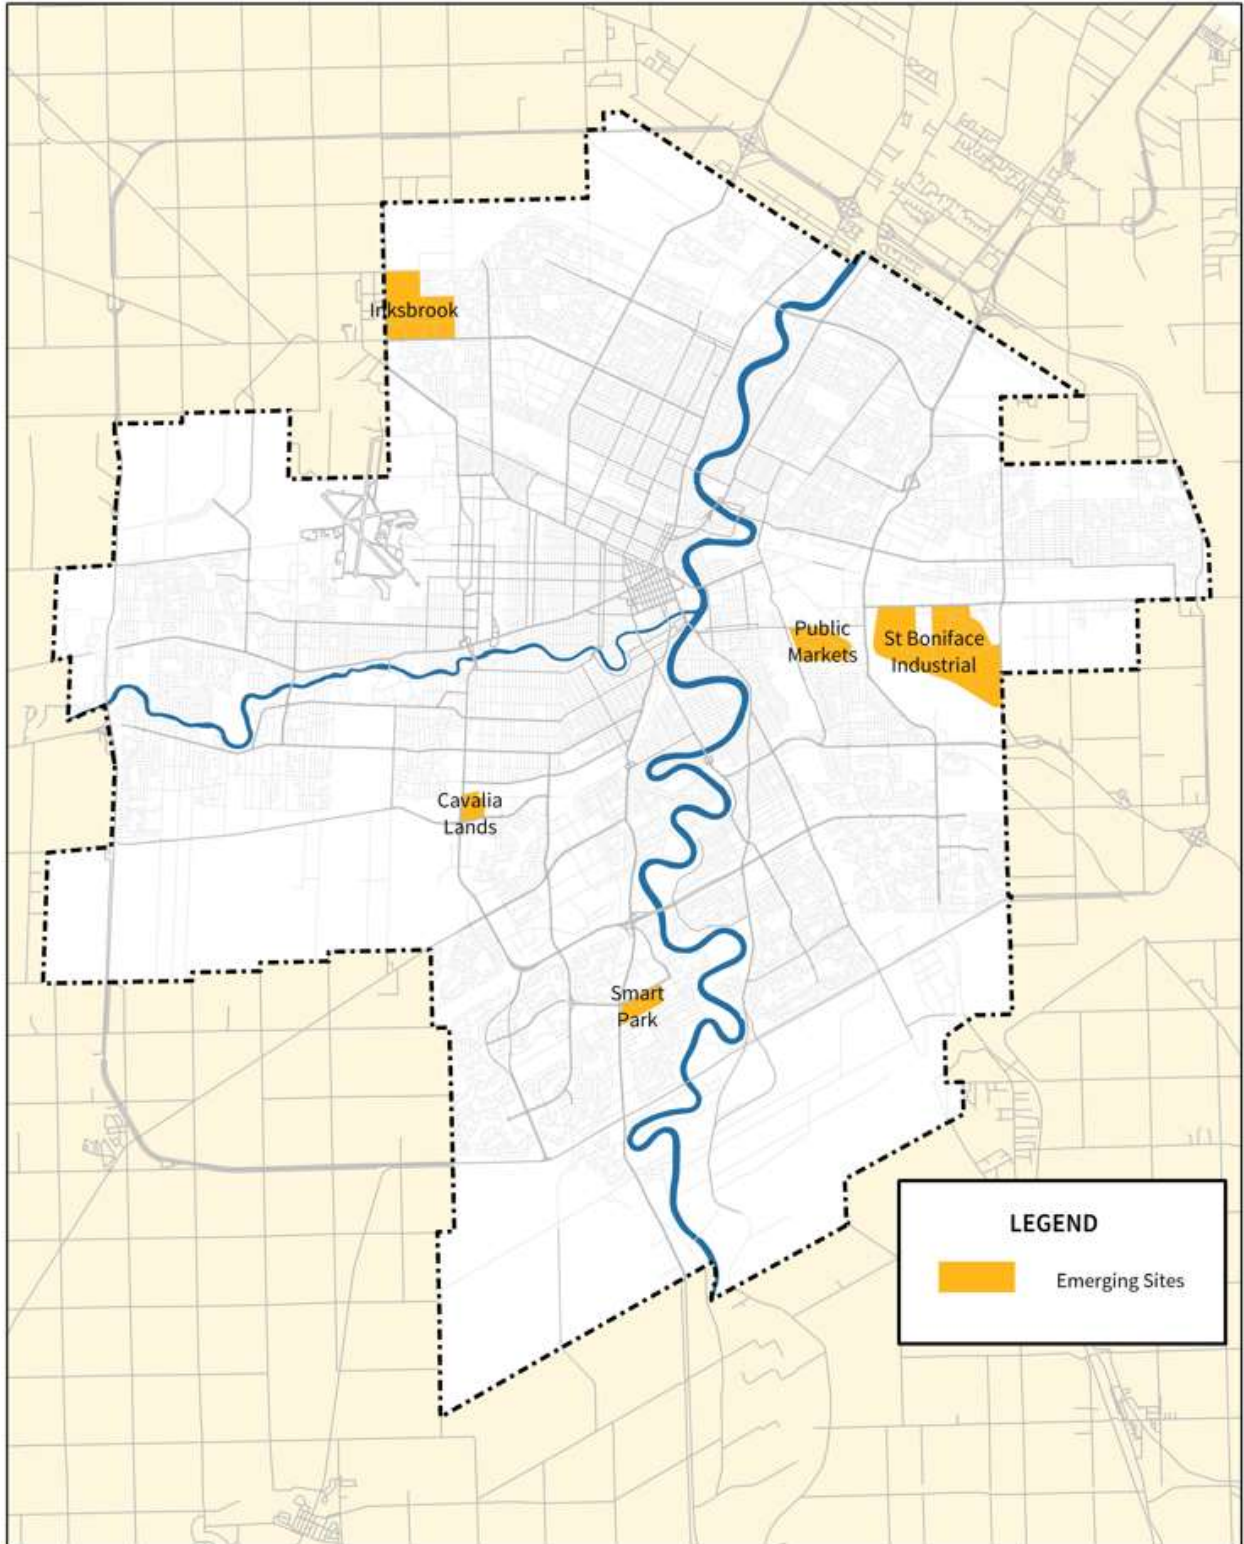 Inksbrook
Public
Markets
St Boniface
Industrial
Cavalia
Lands
Smart
Park
LEGEND
Emerging Sites